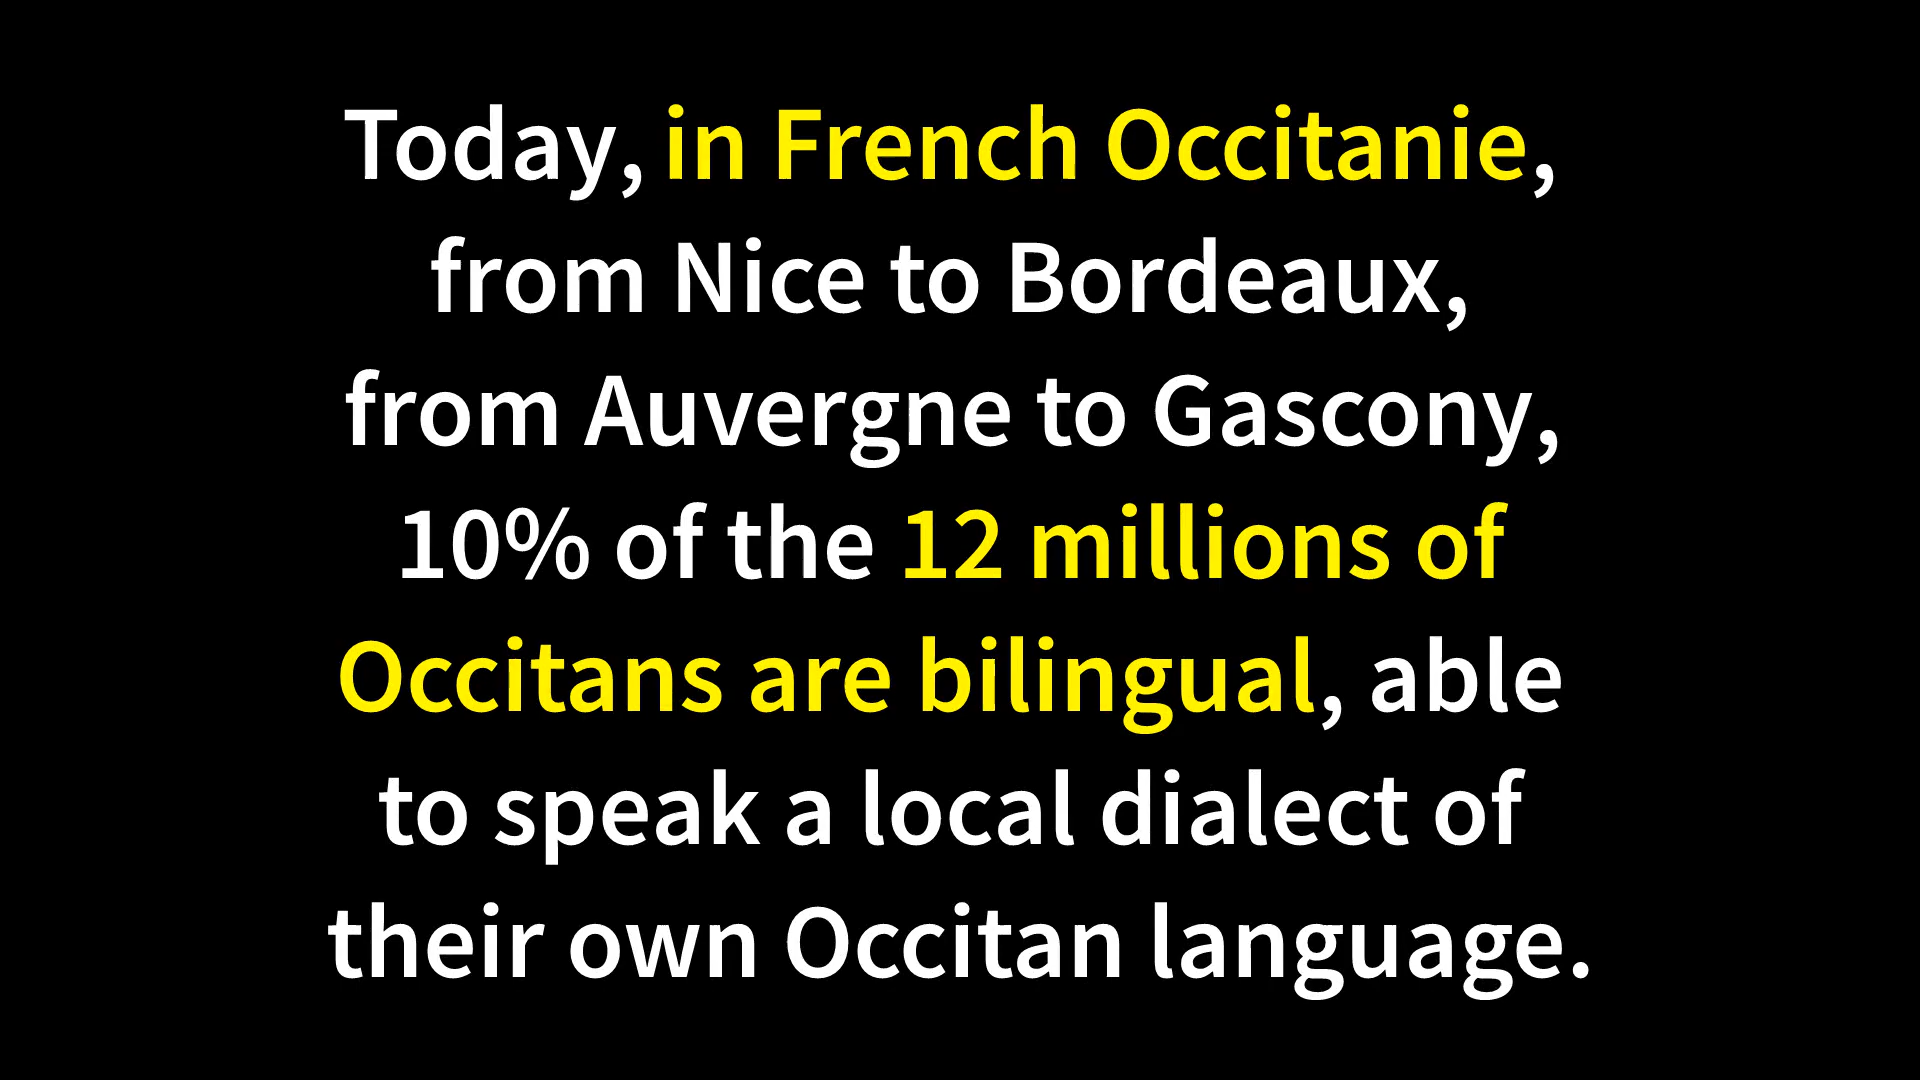 Today, in French Occitanie,
from Nice to Bordeaux,
from Auvergne to Gascony,
10% of the 12 millions of
Occitans are bilingual, able
to speak a local dialect of
their own Occitan language.